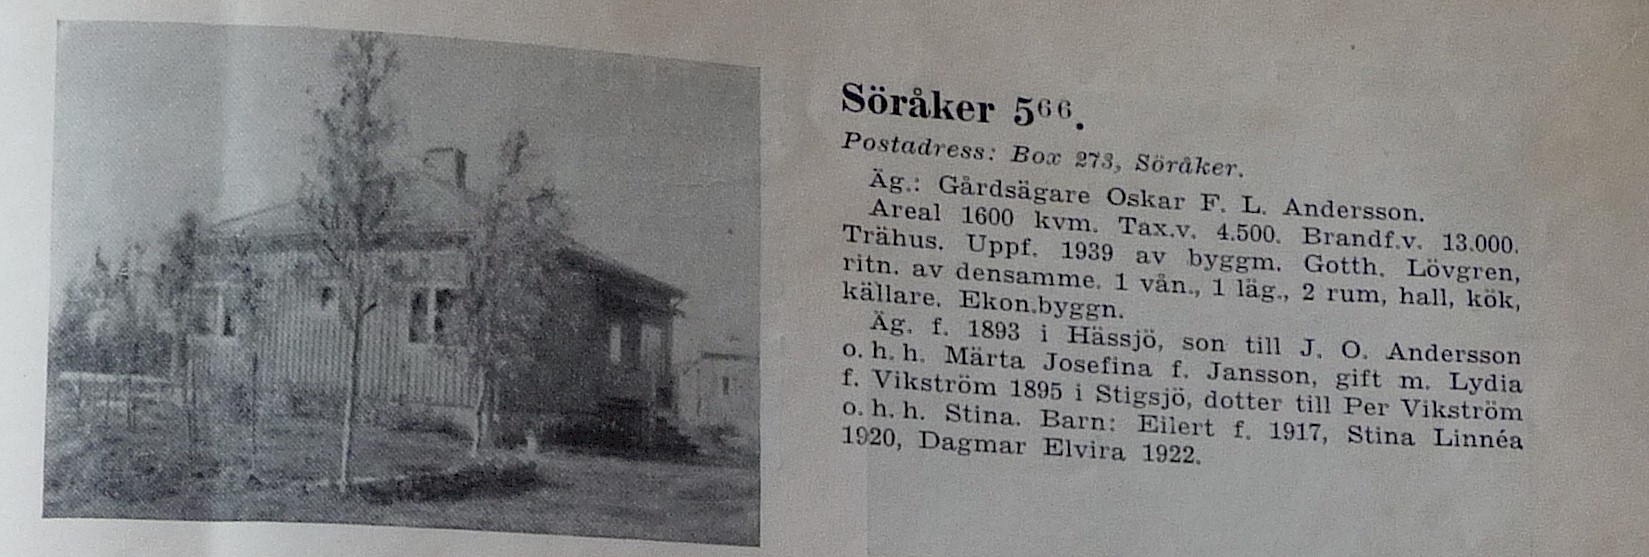 Söråker 5⁶⁶.
Postadress: Box 273, Söråker.
Äg.: Gårdsägare Oskar F. L. Andersson.
Areal 1600 kvm. Tax.v. 4.500. Brandf.v. 13.000.
Trähus. Uppf. 1939 av byggm. Gotth. Lövgren,
ritn. av densamme. 1 vån., 1 läg., 2 rum, hall, kök,
källare. Ekon.byggn.
Äg. f. 1893 i Hässjö, son till J. O. Andersson
o. h. h. Märta Josefina f. Jansson, gift m. Lydia
f. Vikström 1895 i Stigsjö, dotter till Per Vikström
o. h. h. Stina. Barn: Eilert f. 1917, Stina Linnéa
1920, Dagmar Elvira 1922.